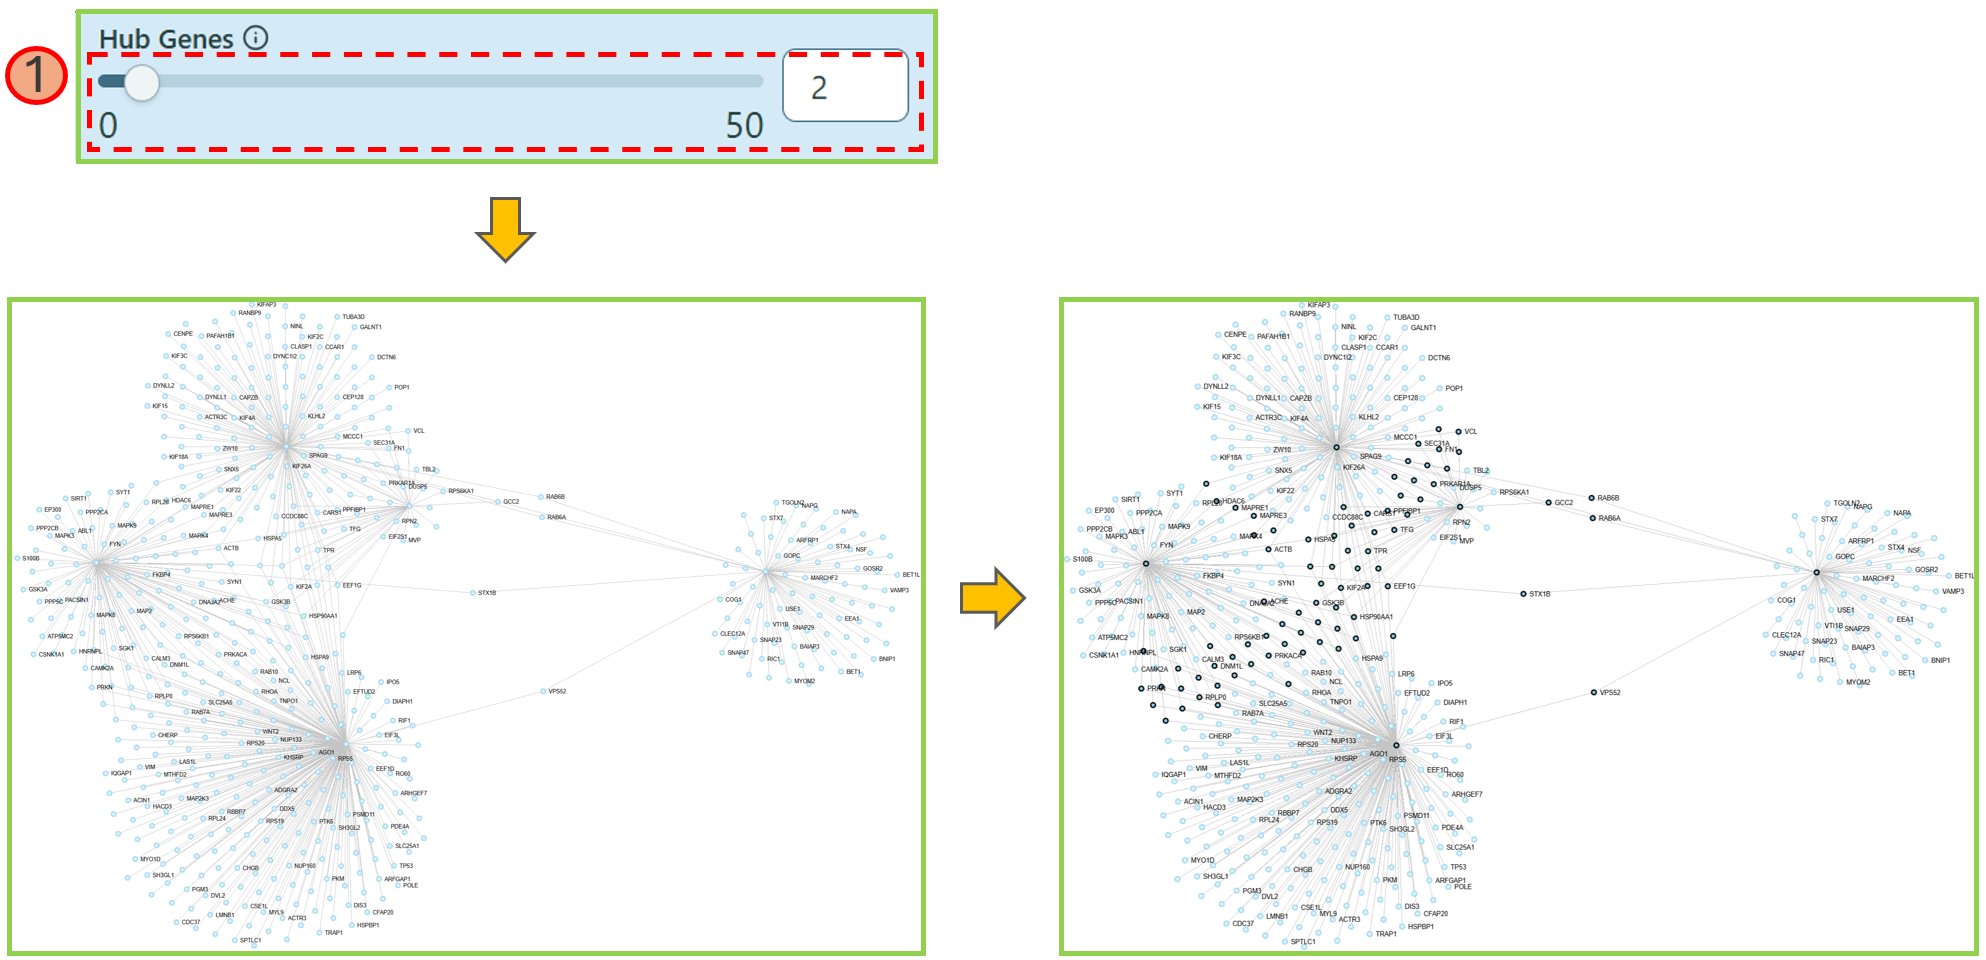 1
Hub Genes
2
0 50
KIFAP3
RANBP9
TUBA3D
NINL
GALNT1
CENPE
PAFAH1B1
KIF2C
CLASP1 CCAR1
KIF3C
DYNC1I2
DCTN6
DYNLL2
POP1
DYNLL1 CAPZB
CEP128
KIF15
ACTR3C KIF4A
KLHL2
VCL
MCCC1
SEC31A
ZW10
FN1
KIF18A
SPAG9
KIF26A
SNX5
TBL2
PRKAR1A
DUSP5
RPS6KA1
KIF22
SIRT1
SYT1
RPL26 HDAC6
GCC2
RAB6B
EP300
PPP2CA
MAPRE1
MAPRE3
CCDC88C
CARS1 PPFIBP1
RAB6A
PPP2CB
ABL1
MAPK9
TFG
RPN2
MAPK3
FYN
MARK4
HSPA5
EIF2S1
MVP
ACTB
TPR
S100B
FKBP4
SYN1
KIF2A
EEF1G
GSK3A
STX1B
PPP5C PACSIN1
DNAJA2 ACHE
GSK3B
MAPK8
MAP2
HSP90AA1
ATP5MC2
RPS6KB1
CSNK1A1
HNRNPL
SGK1
CALM3
PRKACA
HSPA9
CAMK2A
DNM1L
RAB10
LRP6
NCL
IPO5
PRKN
RPLP0
RHOA
EFTUD2
SLC25A5
TNPO1
DIAPH1
VPS52
RAB7A
RIF1
CHERP
WNT2
EIF3L
RPS20
NUP133
AGO1
KHSRP
RPS5
LAS1L
VIM
EEF1D
IQGAP1
MTHFD2
RO60
ADGRA2
ARHGEF7
ACIN1
HACD3
MAP2K3
RBBP7
DDX5
PSMD11
RPL24
RPS19
PTK6
SH3GL2
PDE4A
SLC25A1
MYO1D
CHGB
NUP160
TP53
SH3GL1
PKM
ARFGAP1
POLE
PGM3
DVL2
CSE1L
DIS3
CFAP20
LMNB1
MYL9
ACTR3
CDC37
HSPBP1
TRAP1
SPTLC1
TGOLN2
NAPG
NAPA
STX7
ARFRP1
STX4
NSF
GOPC
GOSR2
MARCHF2
BET1L
VAMP3
COG1
USE1
EEA1
VTI1B
SNAP29
CLEC12A
SNAP23
BAIAP3
SNAP47
RIC1
BNIP1
BET1
MYOM2
KIFAP3
RANBP9
TUBA3D
NINL
GALNT1
CENPE
PAFAH1B1
KIF2C
CLASP1 CCAR1
KIF3C
DYNC1I2
DCTN6
DYNLL2
POP1
DYNLL1 CAPZB
CEP128
KIF15
ACTR3C KIF4A
KLHL2
VCL
MCCC1
SEC31A
ZW10
FN1
KIF18A
SPAG9
KIF26A
SNX5
TBL2
PRKAR1A
DUSP5
RPS6KA1
KIF22
SIRT1
SYT1
RPL26 HDAC6
GCC2
RAB6B
EP300
PPP2CA
MAPRE1
MAPRE3
CCDC88C
CARS1 PPFIBP1
RAB6A
PPP2CB
ABL1
MAPK9
TFG
RPN2
MAPK3
FYN
MARK4
HSPA5
EIF2S1
MVP
ACTB
TPR
S100B
FKBP4
SYN1
KIF2A
EEF1G
GSK3A
STX1B
PPP5C PACSIN1
DNAJA2 ACHE
GSK3B
MAPK8
MAP2
HSP90AA1
ATP5MC2
RPS6KB1
CSNK1A1
HNRNPL
SGK1
CALM3
PRKACA
HSPA9
CAMK2A
DNM1L
RAB10
LRP6
NCL
IPO5
PRKN
RPLP0
RHOA
EFTUD2
SLC25A5
TNPO1
DIAPH1
VPS52
RAB7A
RIF1
CHERP
WNT2
EIF3L
RPS20
NUP133
AGO1
KHSRP
RPS5
LAS1L
VIM
EEF1D
IQGAP1
MTHFD2
RO60
ADGRA2
ARHGEF7
ACIN1
HACD3
MAP2K3
RBBP7
DDX5
PSMD11
RPL24
RPS19
PTK6
SH3GL2
PDE4A
SLC25A1
MYO1D
CHGB
NUP160
TP53
SH3GL1
PKM
ARFGAP1
POLE
PGM3
DVL2
CSE1L
DIS3
CFAP20
LMNB1
MYL9
ACTR3
CDC37
HSPBP1
TRAP1
SPTLC1
TGOLN2
NAPG
NAPA
STX7
ARFRP1
STX4
NSF
GOPC
GOSR2
MARCHF2
BET1L
VAMP3
COG1
USE1
EEA1
VTI1B
SNAP29
CLEC12A
SNAP23
BAIAP3
SNAP47
RIC1
BNIP1
BET1
MYOM2